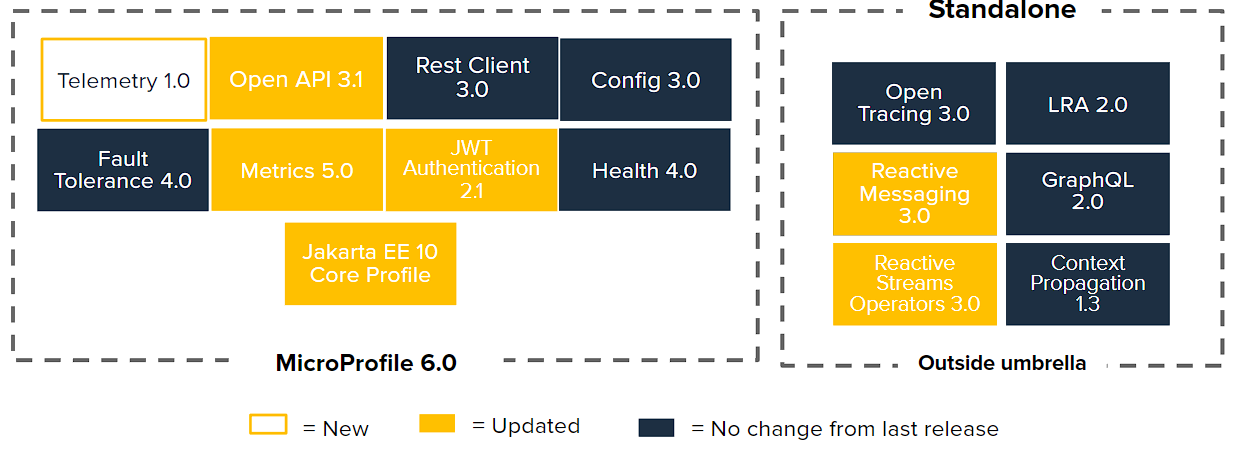 Standalone
Telemetry 1.0
Open API 3.1
Rest Client
3.0
Config 3.0
Fault
Tolerance 4.0
Metrics 5.0
JWT
Authentication
2.1
Health 4.0
Jakarta EE 10
Core Profile
MicroProfile 6.0
Open
Tracing 3.0
LRA 2.0
Reactive
Messaging
3.0
GraphQL
2.0
Reactive
Streams
Operators 3.0
Context
Propagation
1.3
Outside umbrella
= New
= Updated
= No change from last release